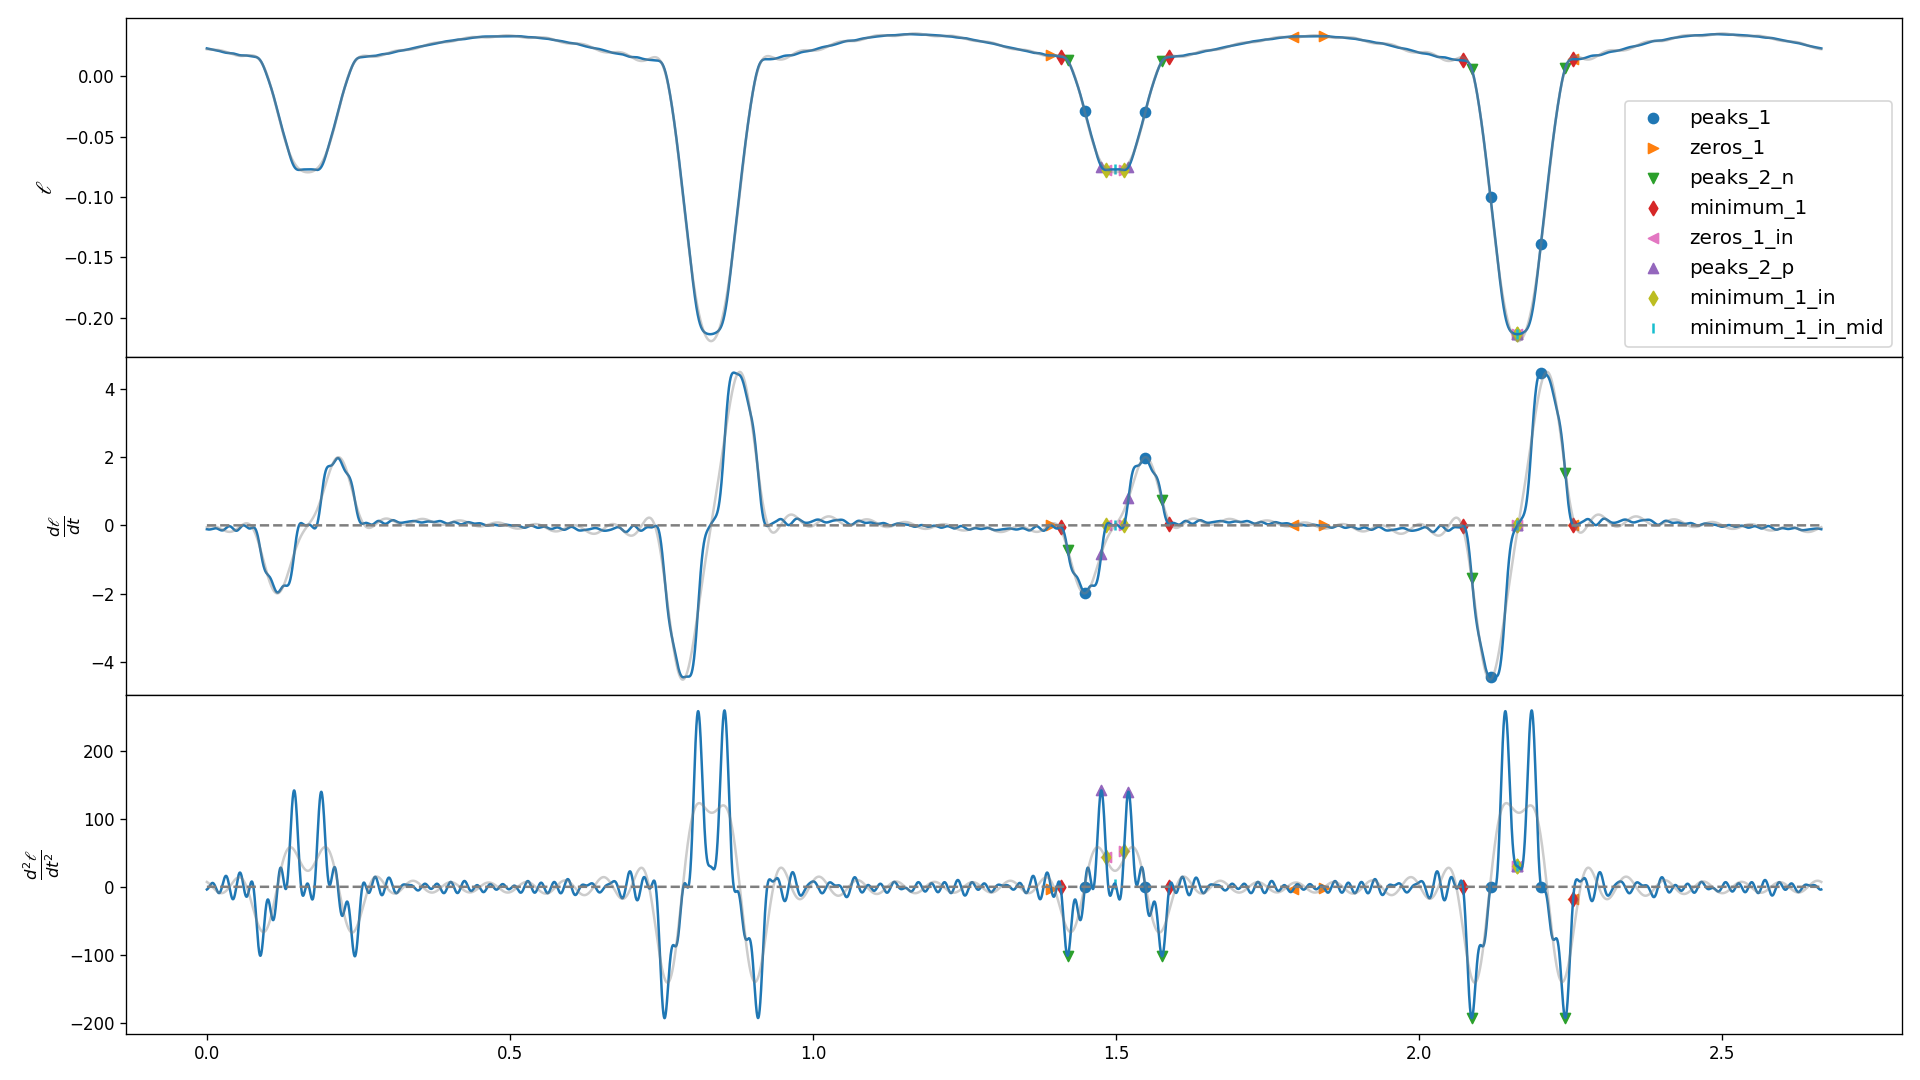 0.00
−0.05
−0.10
−0.15
−0.20
ℓ
peaks_1
zeros_1
peaks_2_n
minimum_1
zeros_1_in
peaks_2_p
minimum_1_in
minimum_1_in_mid
4
2
0
−2
−4
dℓ
dt
200
100
0
−100
−200
d²ℓ
dt²
0.0 0.5 1.0 1.5 2.0 2.5